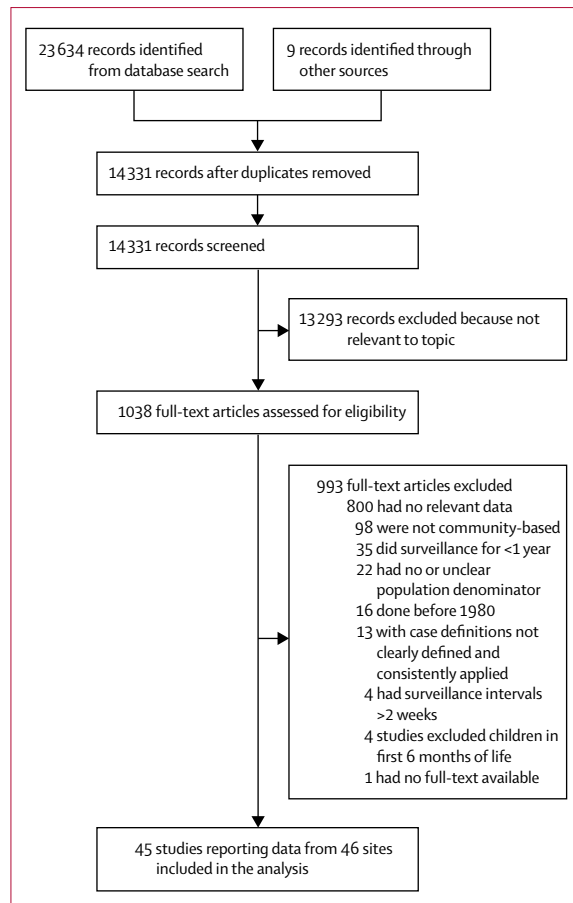 23 634 records identified
from database search
9 records identified through
other sources
14 331 records after duplicates removed
14 331 records screened
13 293 records excluded because not
relevant to topic
1038 full-text articles assessed for eligibility
993 full-text articles excluded
800 had no relevant data
98 were not community-based
35 did surveillance for <1 year
22 had no or unclear
population denominator
16 done before 1980
13 with case definitions not
clearly defined and
consistently applied
4 had surveillance intervals
>2 weeks
4 studies excluded children in
first 6 months of life
1 had no full-text available
45 studies reporting data from 46 sites
included in the analysis